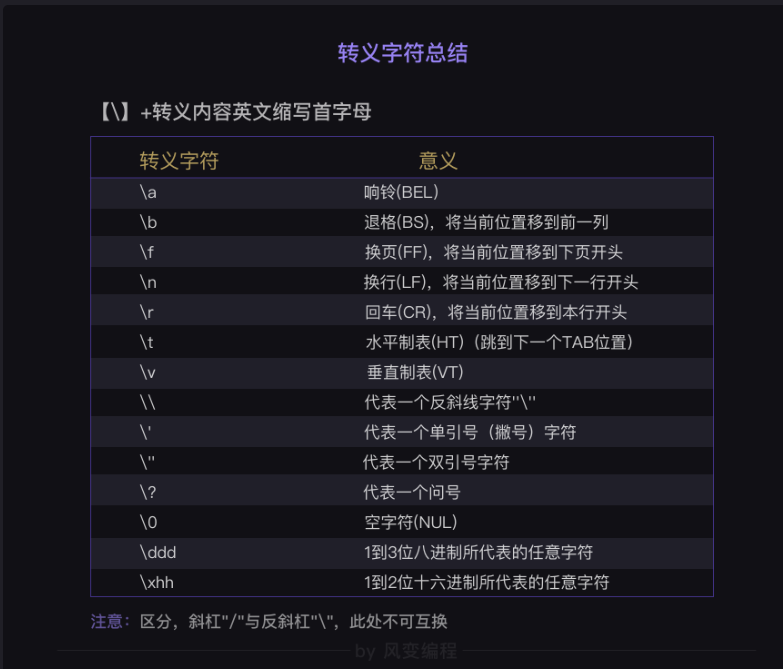 转义字符总结
【\】+转义内容英文缩写首字母
转义字符 意义
\a 响铃(BEL)
\b 退格(BS)，将当前位置移到前一列
\f 换页(FF)，将当前位置移到下页开头
\n 换行(LF)，将当前位置移到下一行开头
\r 回车(CR)，将当前位置移到本行开头
\t 水平制表(HT)（跳到下一个TAB位置）
\v 垂直制表(VT)
\\ 代表一个反斜线字符''\''
\' 代表一个单引号（撇号）字符
\'' 代表一个双引号字符
\? 代表一个问号
\0 空字符(NUL)
\ddd 1到3位八进制所代表的任意字符
\xhh 1到2位十六进制所代表的任意字符
注意：区分，斜杠"/"与反斜杠"\"，此处不可互换
by 风变编程